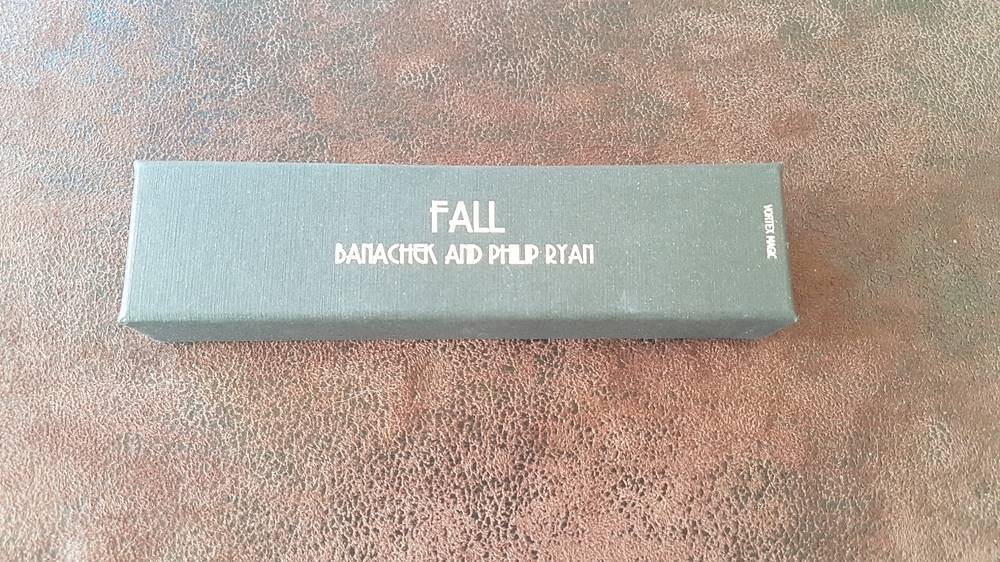 FALL
BANACHEK AND PHILIP RYAN
VORTEX MAGIC